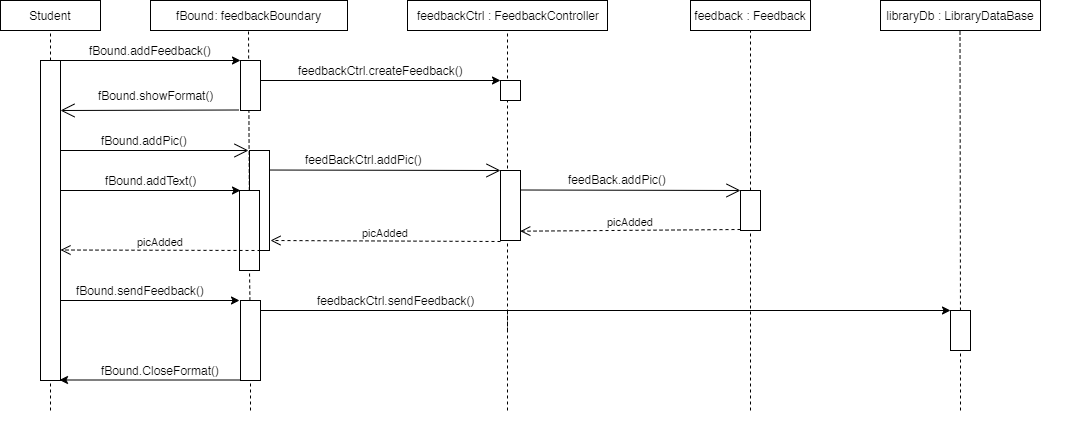 Student
fBound: feedbackBoundary
feedbackCtrl : FeedbackController
feedback : Feedback
libraryDb : LibraryDataBase
fBound.addFeedback()
feedbackCtrl.createFeedback()
fBound.showFormat()
fBound.addPic()
feedBackCtrl.addPic()
fBound.addText()
feedBack.addPic()
picAdded
picAdded
picAdded
fBound.sendFeedback()
feedbackCtrl.sendFeedback()
fBound.CloseFormat()